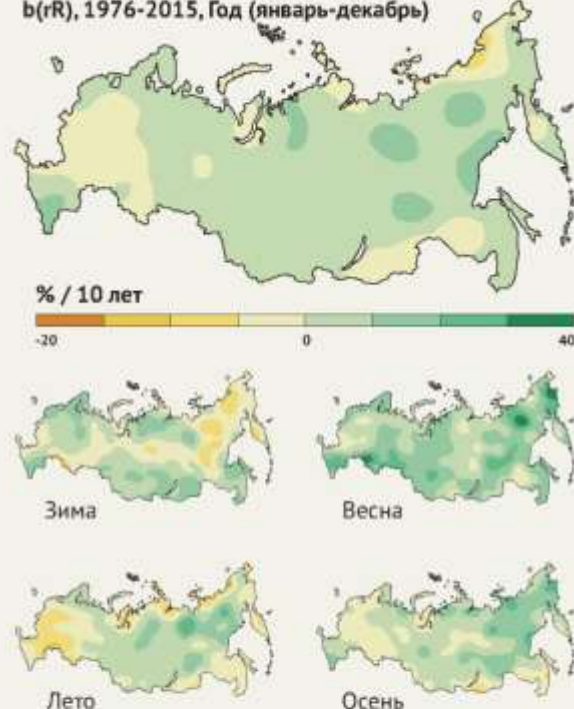 b(rR), 1976-2015, Год (январь-декабрь)
% / 10 лет
-20 0 40
Зима Весна
Лето Осень